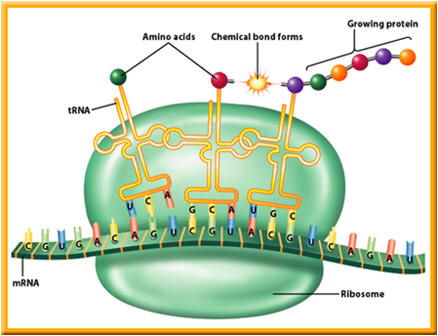 Amino acids
Chemical bond forms
Growing protein
tRNA
U C A G C A U G C
C G U G A C A G U C G U A C G U C A G A U
mRNA
Ribosome